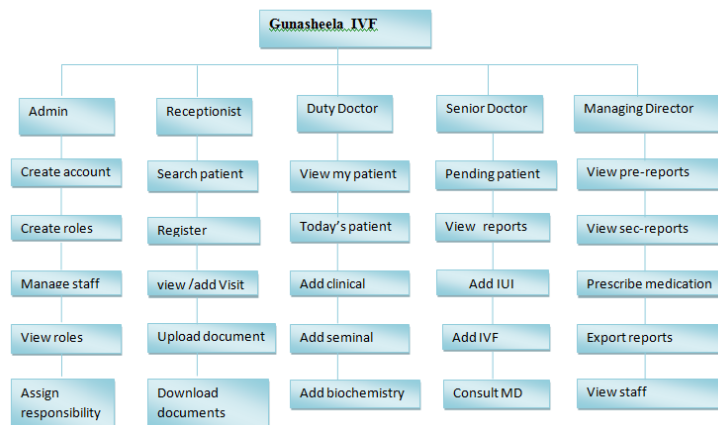 Gunasheela IVF
Admin
Receptionist
Duty Doctor
Senior Doctor
Managing Director
Create account
Search patient
View my patient
Pending patient
View pre-reports
Create roles
Register
Today's patient
View reports
View sec-reports
Manage staff
view /add Visit
Add clinical
Add IUI
Prescribe medication
View roles
Upload document
Add seminal
Add IVF
Export reports
Assign
responsibility
Download
documents
Add biochemistry
Consult MD
View staff